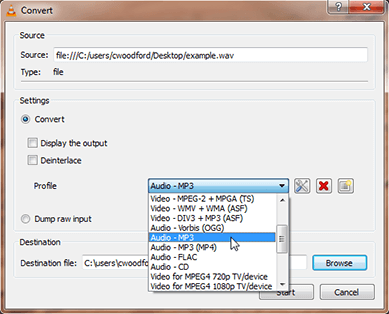 Convert
Source
Source: file:///C:/users/cwoodford/Desktop/example.wav
Type: file
Settings
Convert
Display the output
Deinterlace
Profile
Audio - MP3
Video - MPEG-2 + MPGA (TS)
Video - WMV + WMA (ASF)
Video - DIV3 + MP3 (ASF)
Audio - Vorbis (OGG)
Audio - MP3
Audio - MP3 (MP4)
Audio - FLAC
Audio - CD
Video for MPEG4 720p TV/device
Video for MPEG4 1080p TV/device
Dump raw input
Destination
Destination file: C:\users\cwoodford
Browse
Start
Cancel